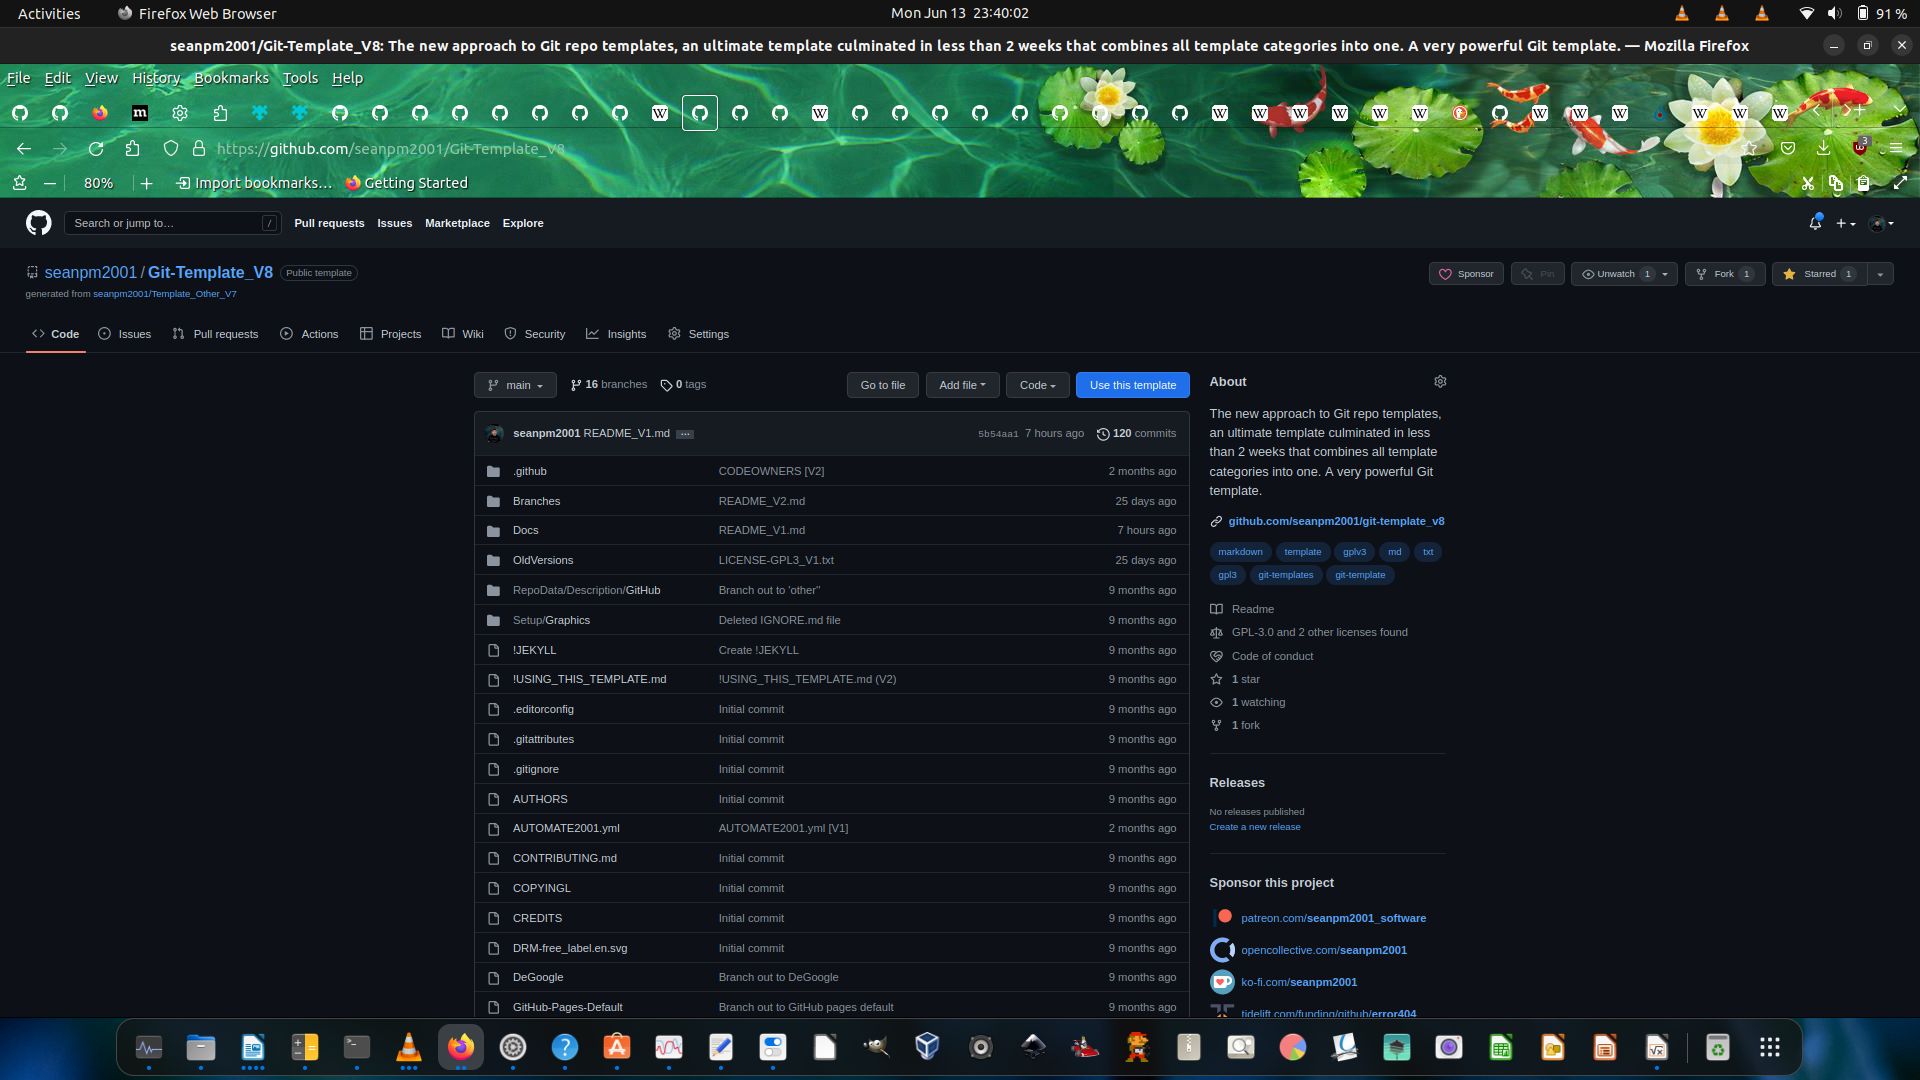 Activities
Firefox Web Browser
Mon Jun 13 23:40:02
91 %
seanpm2001/Git-Template_V8: The new approach to Git repo templates, an ultimate template culminated in less than 2 weeks that combines all template categories into one. A very powerful Git template. — Mozilla Firefox
File Edit View History Bookmarks Tools Help
https://github.com/seanpm2001/Git-Template_V8
3
80%
Import bookmarks…
Getting Started
Search or jump to…
/
Pull requests
Issues
Marketplace
Explore
seanpm2001 / Git-Template_V8
Public template
Sponsor
Pin
Unwatch 1
Fork 1
Starred 1
generated from seanpm2001/Template_Other_V7
Code
Issues
Pull requests
Actions
Projects
Wiki
Security
Insights
Settings
main
16 branches
0 tags
Go to file
Add file
Code
Use this template
seanpm2001 README_V1.md
5b54aa1 7 hours ago
120 commits
.github CODEOWNERS [V2] 2 months ago
Branches README_V2.md 25 days ago
Docs README_V1.md 7 hours ago
OldVersions LICENSE-GPL3_V1.txt 25 days ago
RepoData/Description/GitHub Branch out to 'other" 9 months ago
Setup/Graphics Deleted IGNORE.md file 9 months ago
!JEKYLL Create !JEKYLL 9 months ago
!USING_THIS_TEMPLATE.md !USING_THIS_TEMPLATE.md (V2) 9 months ago
.editorconfig Initial commit 9 months ago
.gitattributes Initial commit 9 months ago
.gitignore Initial commit 9 months ago
AUTHORS Initial commit 9 months ago
AUTOMATE2001.yml AUTOMATE2001.yml [V1] 2 months ago
CONTRIBUTING.md Initial commit 9 months ago
COPYINGL Initial commit 9 months ago
CREDITS Initial commit 9 months ago
DRM-free_label.en.svg Initial commit 9 months ago
DeGoogle Branch out to DeGoogle 9 months ago
GitHub-Pages-Default Branch out to GitHub pages default 9 months ago
About
The new approach to Git repo templates,
an ultimate template culminated in less
than 2 weeks that combines all template
categories into one. A very powerful Git
template.
github.com/seanpm2001/git-template_v8
markdown template gplv3 md txt
gpl3 git-templates git-template
Readme
GPL-3.0 and 2 other licenses found
Code of conduct
1 star
1 watching
1 fork
Releases
No releases published
Create a new release
Sponsor this project
patreon.com/seanpm2001_software
opencollective.com/seanpm2001
ko-fi.com/seanpm2001
tidelift.com/funding/github/error404